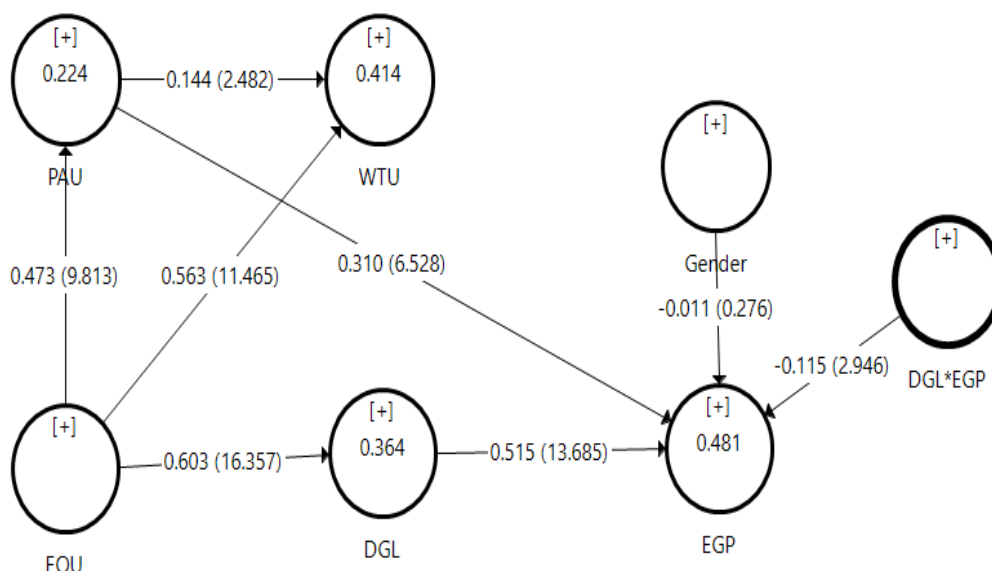 [+]
0.224
PAU
0.144 (2.482)
[+]
0.414
WTU
[+]
Gender
[+]
DGL*EGP
0.473 (9.813)
0.563 (11.465)
0.310 (6.528)
-0.011 (0.276)
-0.115 (2.946)
[+]
EOU
0.603 (16.357)
[+]
0.364
DGL
0.515 (13.685)
[+]
0.481
EGP